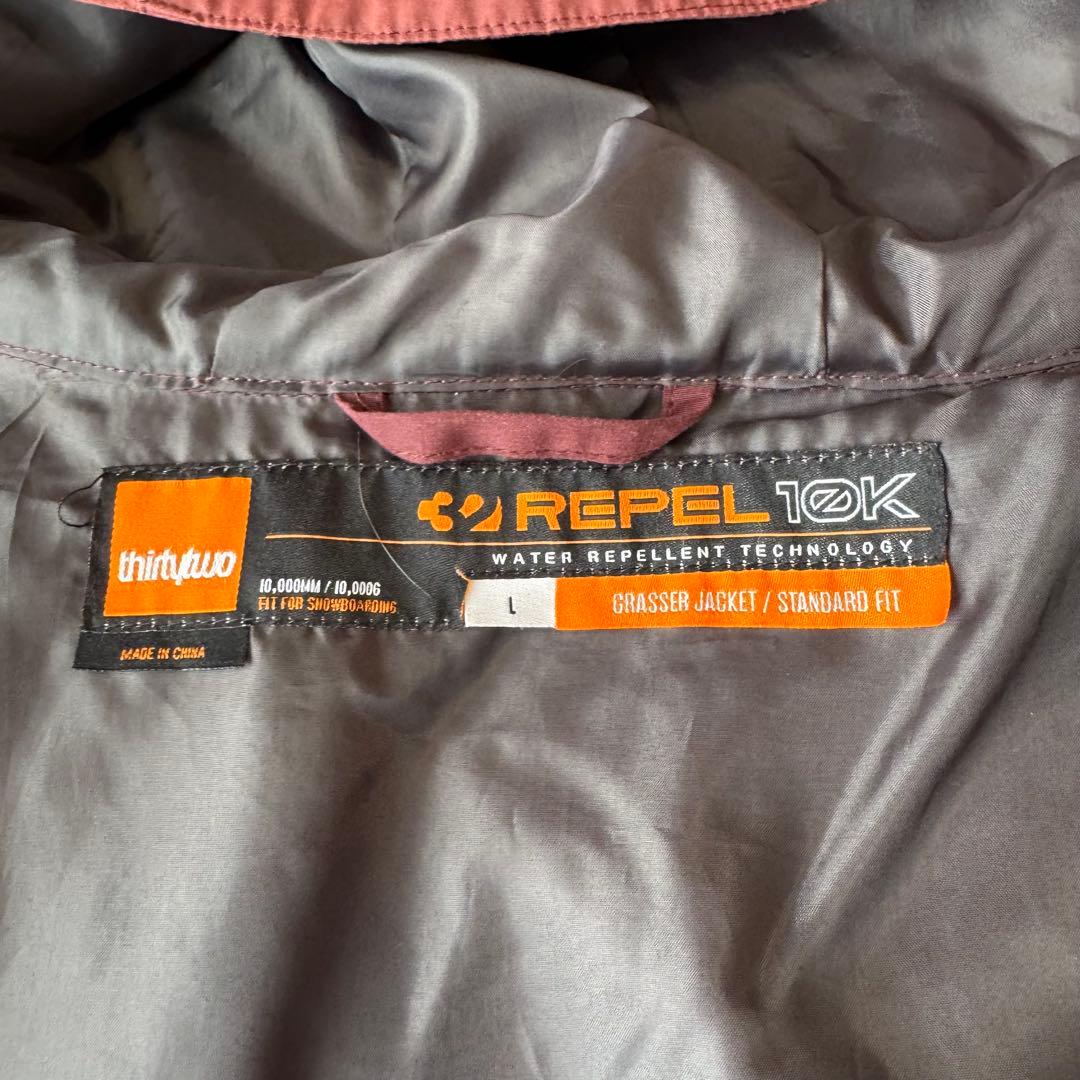 thirtytwo
32 REPEL 10K
WATER REPELLENT TECHNOLOGY
10,000MM / 10,000G
FIT FOR SNOWBOARDING
L
GRASSER JACKET / STANDARD FIT
MADE IN CHINA